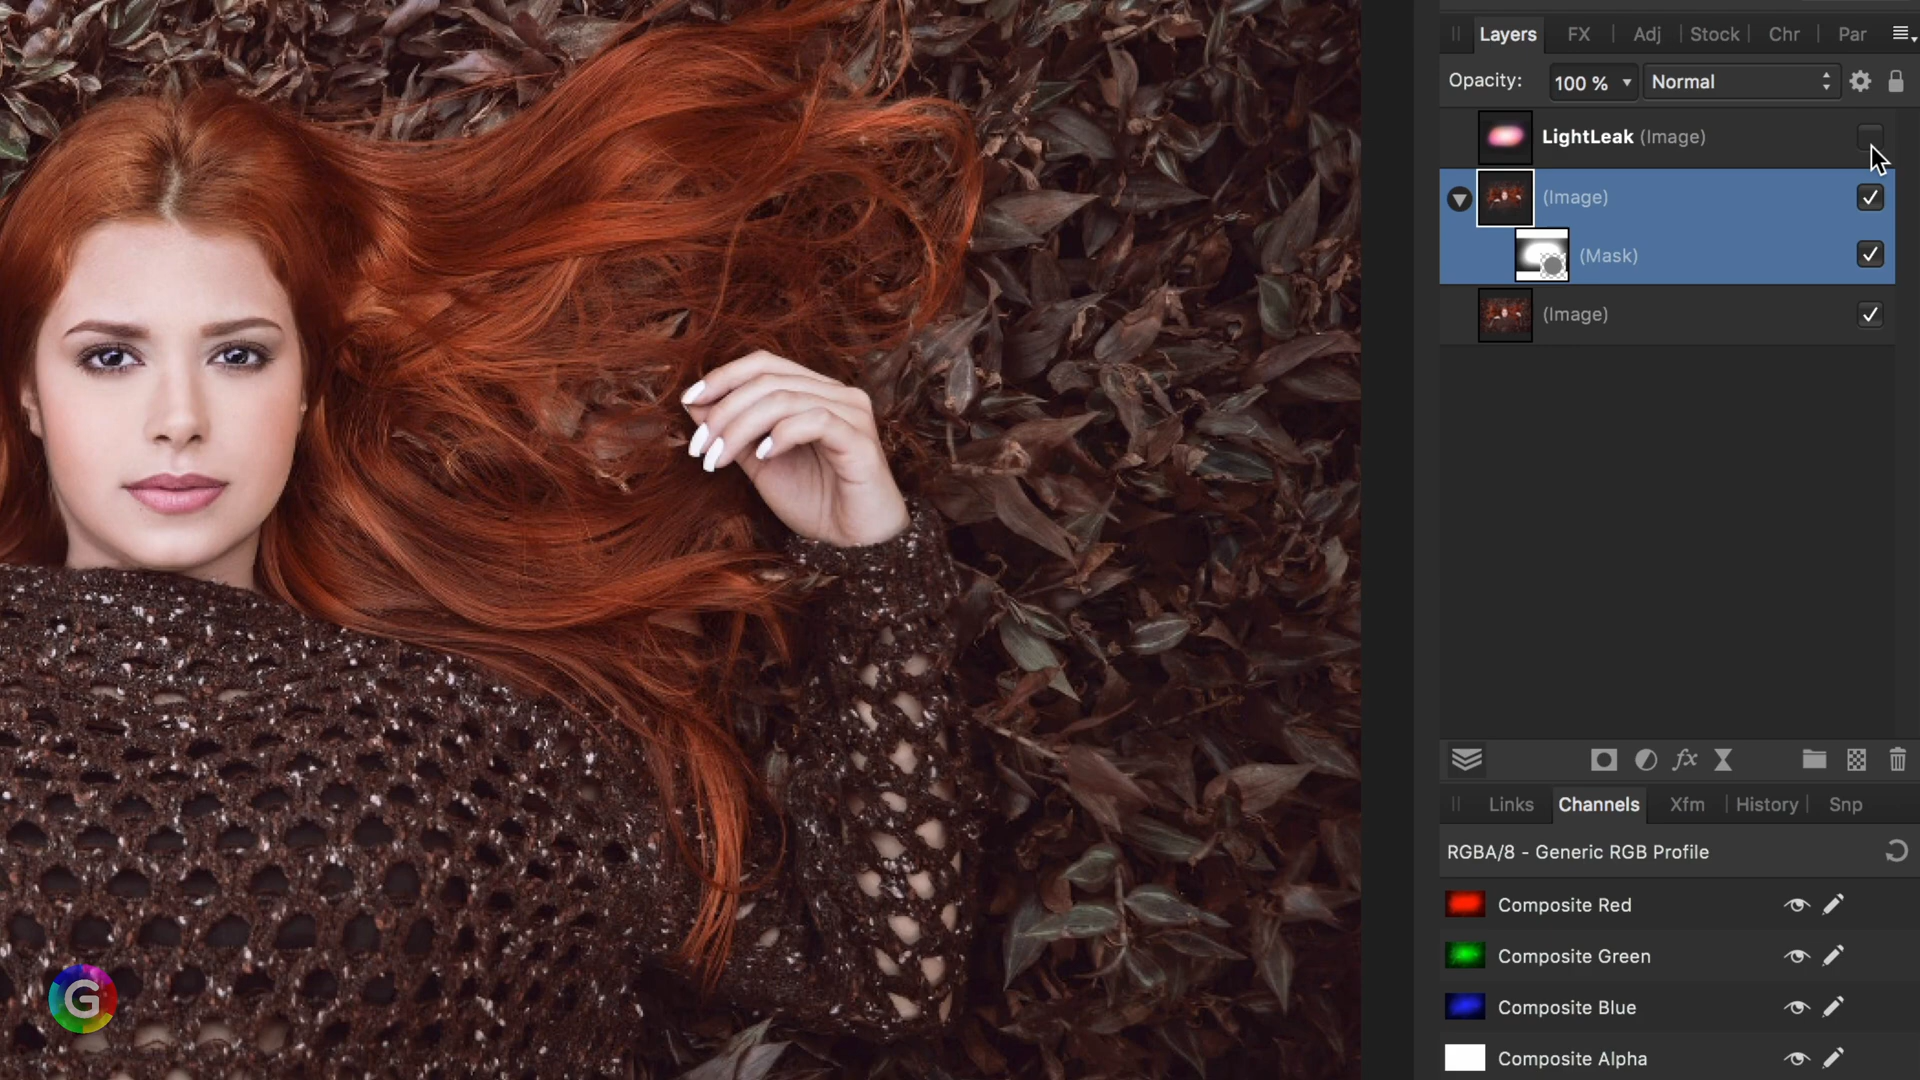 Layers FX Adj Stock Chr Par
Opacity: 100 % Normal
LightLeak (Image)
(Image)
(Mask)
(Image)
fx
Links Channels Xfm History Snp
RGBA/8 - Generic RGB Profile
Composite Red
Composite Green
Composite Blue
Composite Alpha
G